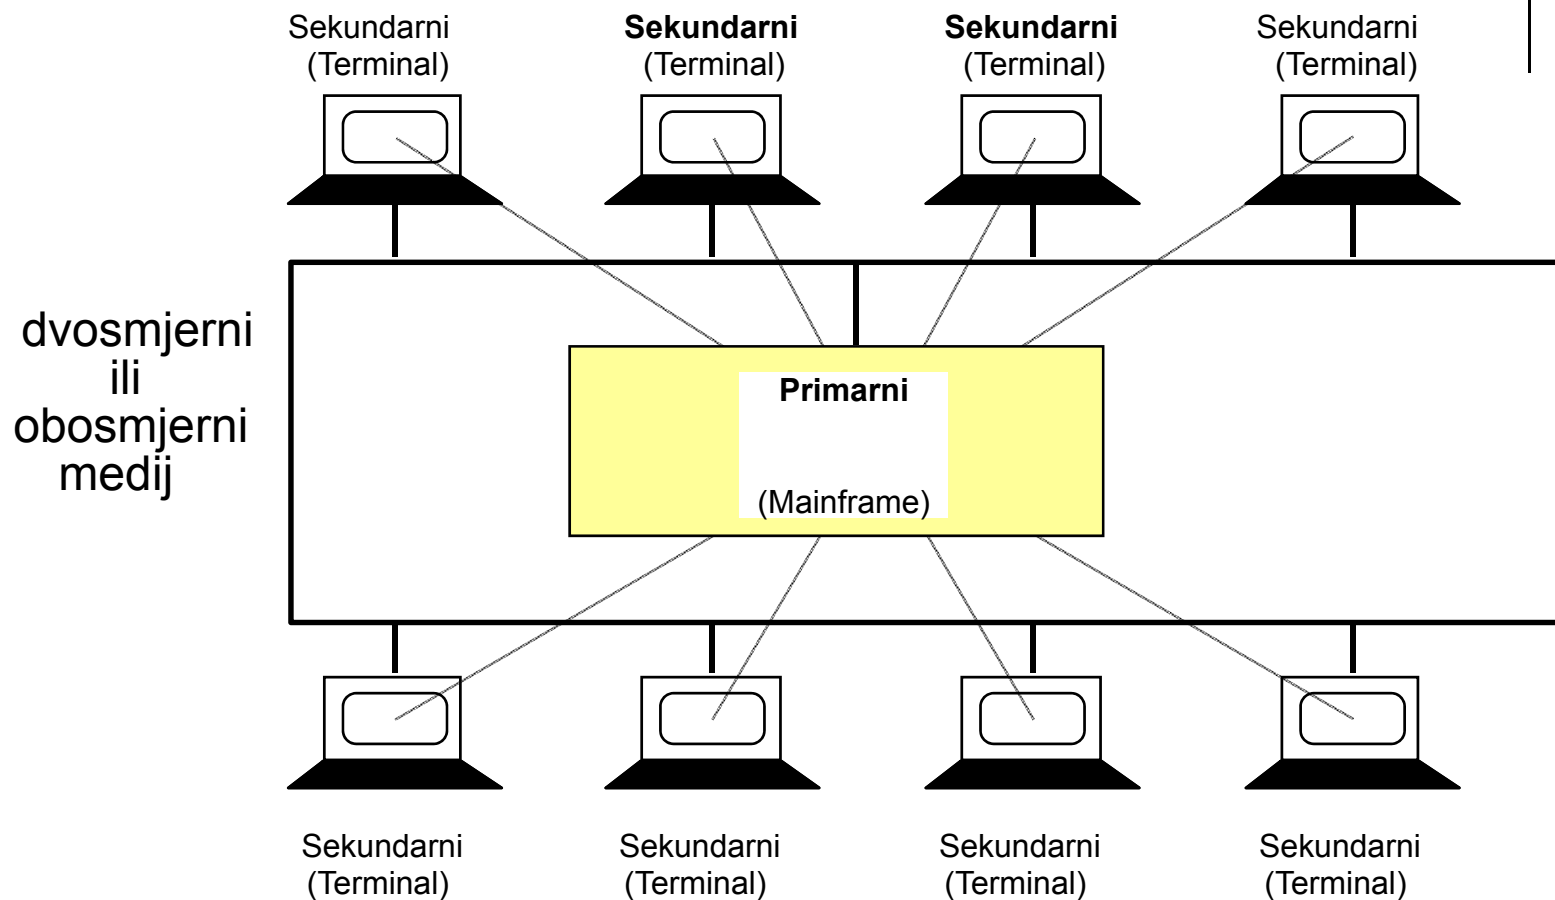 Sekundarni
(Terminal)
Sekundarni
(Terminal)
Sekundarni
(Terminal)
Sekundarni
(Terminal)
dvosmjerni
ili
obosmjerni
medij
Primarni
(Mainframe)
Sekundarni
(Terminal)
Sekundarni
(Terminal)
Sekundarni
(Terminal)
Sekundarni
(Terminal)